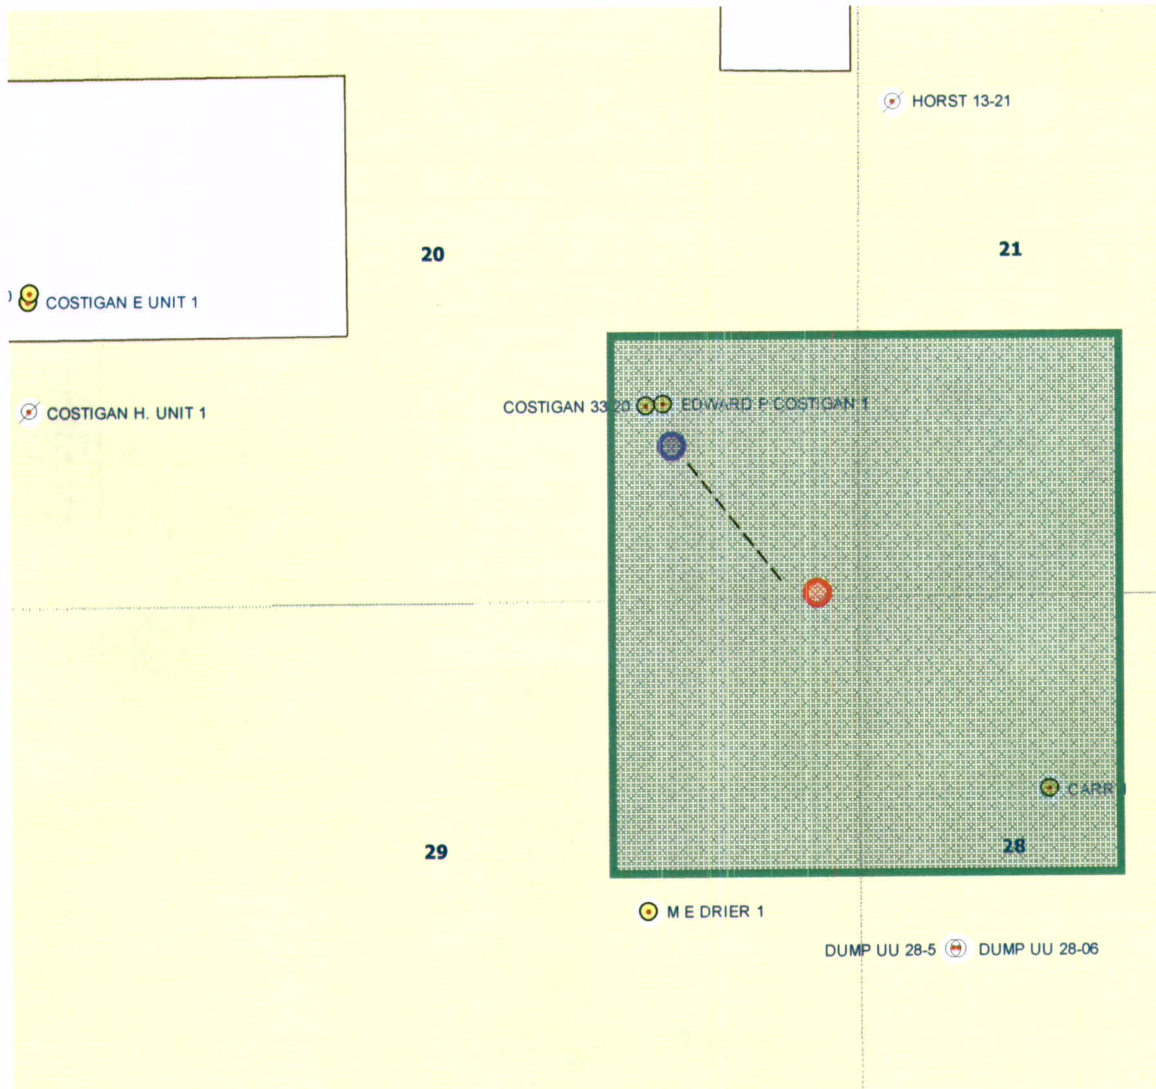 HORST 13-21
20
21
COSTIGAN E UNIT 1
COSTIGAN H. UNIT 1
COSTIGAN 33-20
EDWARD P COSTIGAN 1
CARR 1
28
29
M E DRIER 1
DUMP UU 28-5
DUMP UU 28-06